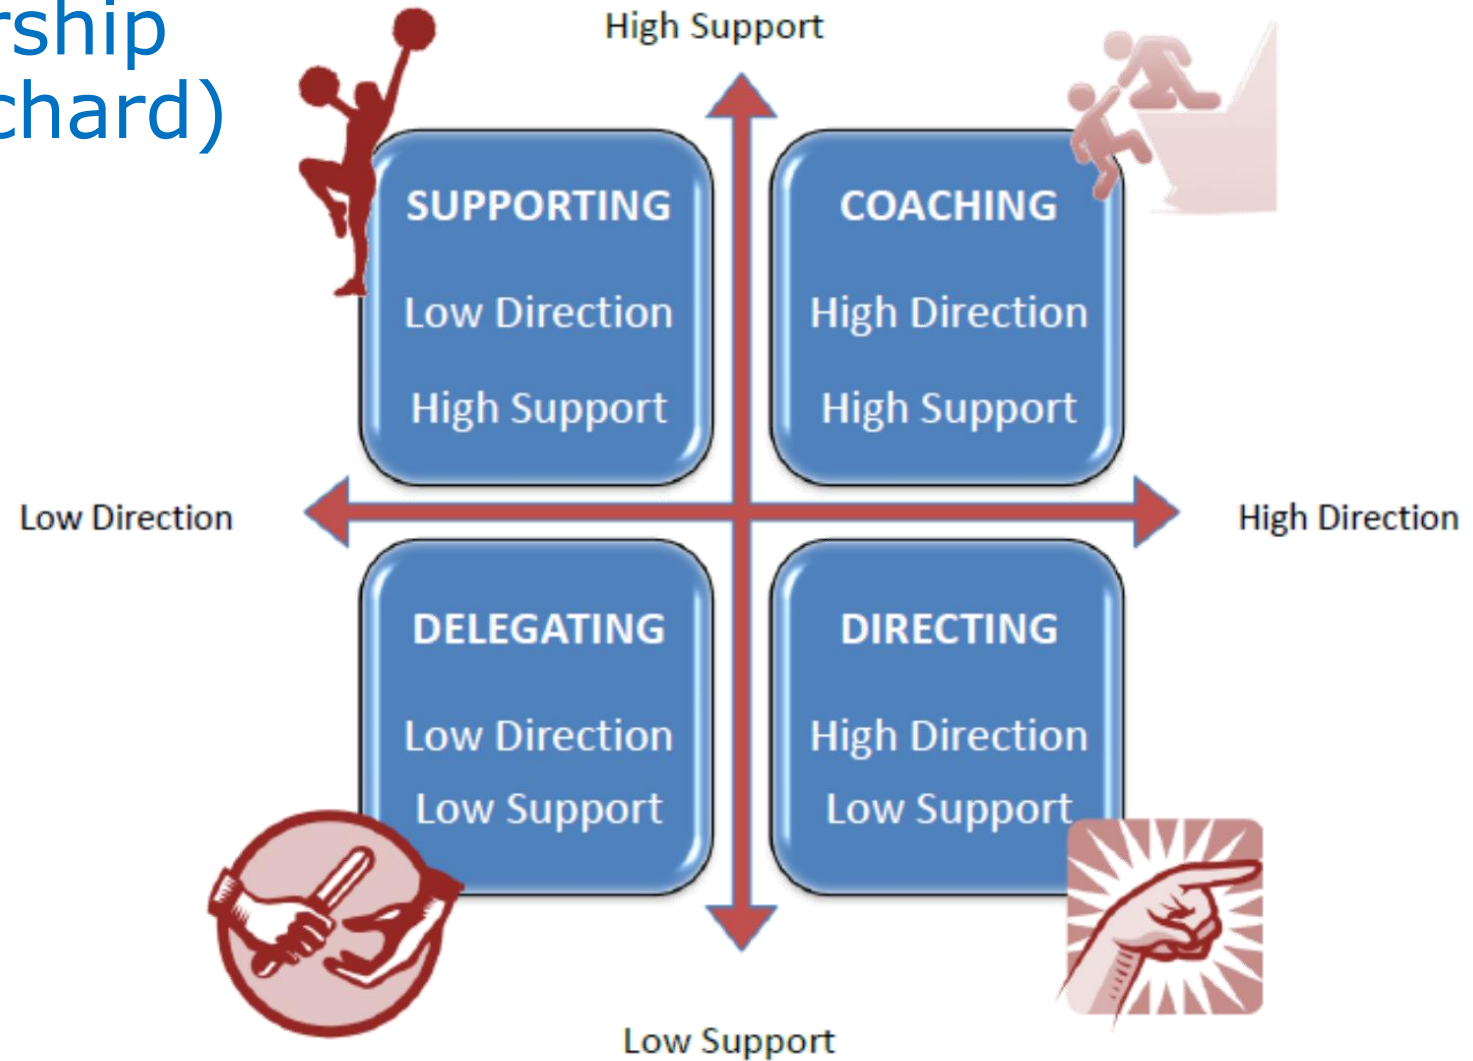 rship
chard)
High Support
SUPPORTING
Low Direction
High Support
COACHING
High Direction
High Support
Low Direction
High Direction
DELEGATING
Low Direction
Low Support
DIRECTING
High Direction
Low Support
Low Support